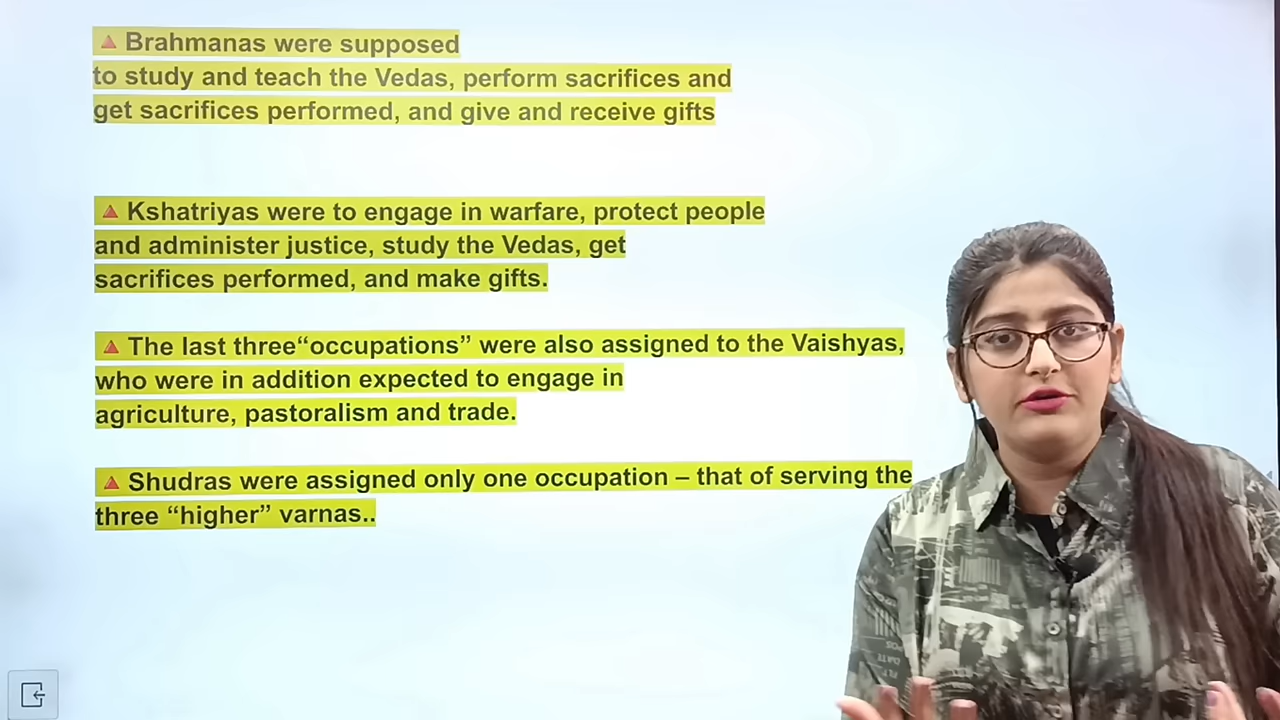 🔺 Brahmanas were supposed
to study and teach the Vedas, perform sacrifices and
get sacrifices performed, and give and receive gifts
🔺 Kshatriyas were to engage in warfare, protect people
and administer justice, study the Vedas, get
sacrifices performed, and make gifts.
🔺 The last three“occupations” were also assigned to the Vaishyas,
who were in addition expected to engage in
agriculture, pastoralism and trade.
🔺 Shudras were assigned only one occupation – that of serving the
three “higher” varnas..